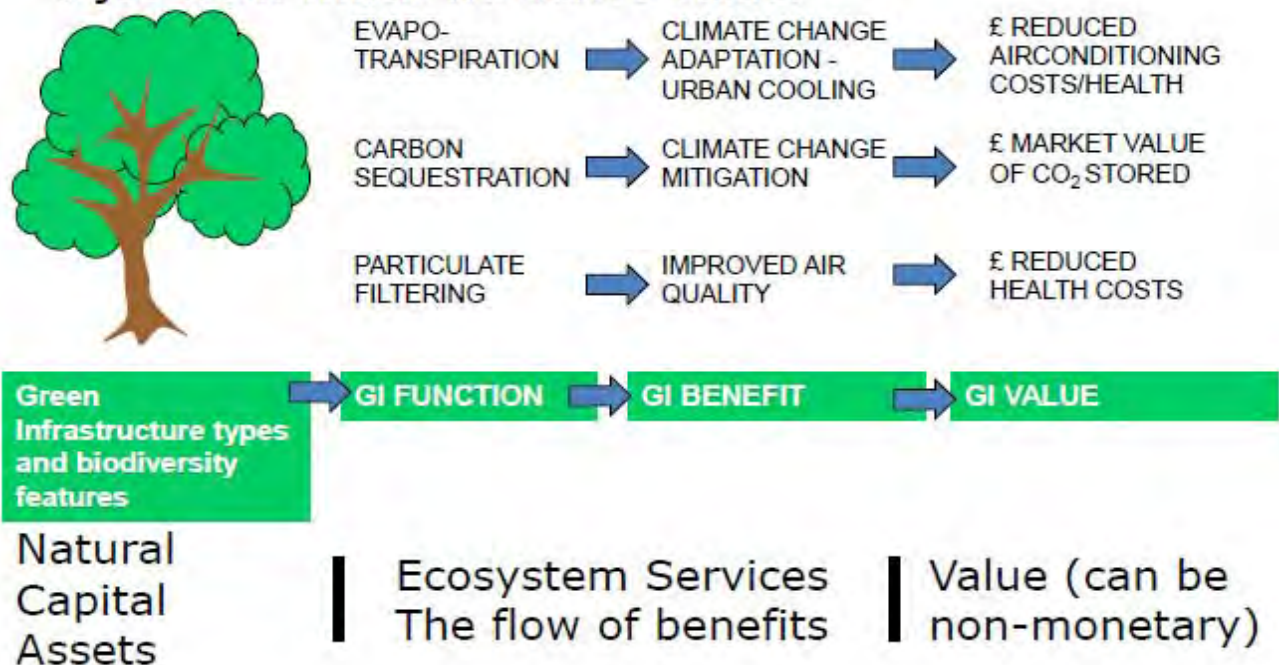 EVAPO-
TRANSPIRATION
CLIMATE CHANGE
ADAPTATION -
URBAN COOLING
£ REDUCED
AIRCONDITIONING
COSTS/HEALTH
CARBON
SEQUESTRATION
CLIMATE CHANGE
MITIGATION
£ MARKET VALUE
OF CO₂ STORED
PARTICULATE
FILTERING
IMPROVED AIR
QUALITY
£ REDUCED
HEALTH COSTS
Green
Infrastructure types
and biodiversity
features
GI FUNCTION
GI BENEFIT
GI VALUE
Natural
Capital
Assets
Ecosystem Services
The flow of benefits
Value (can be
non-monetary)